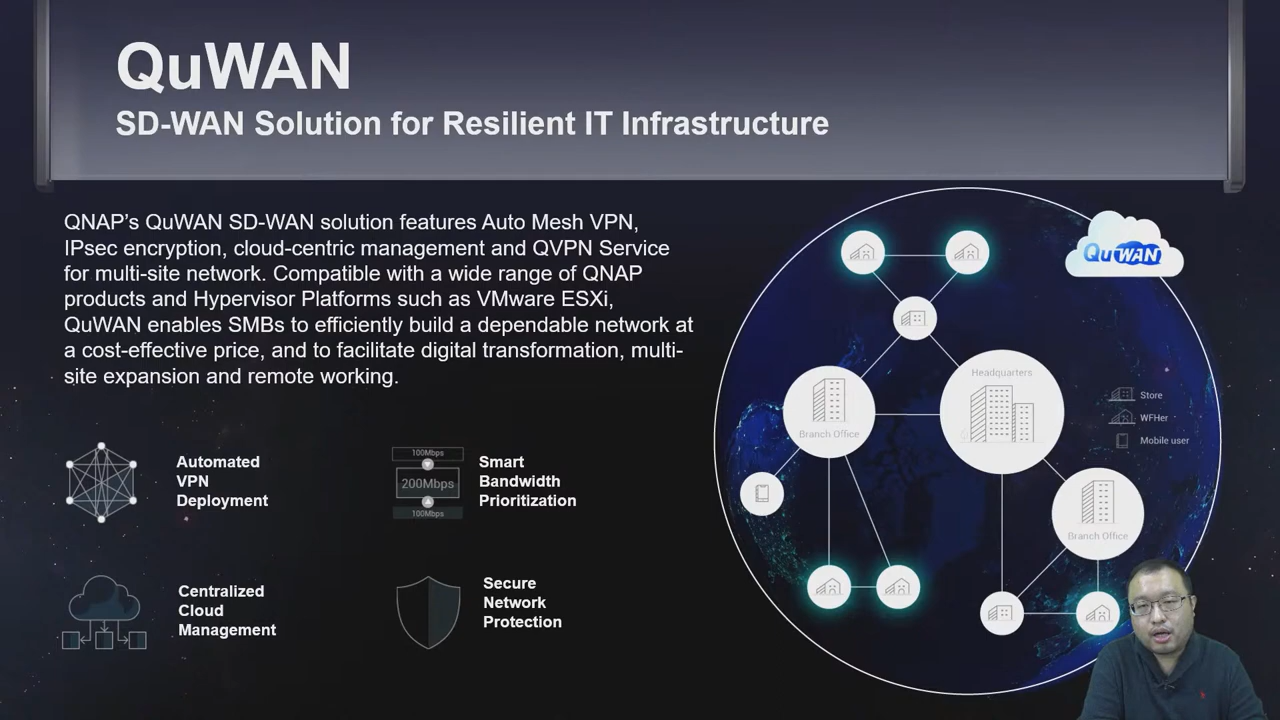 QuWAN
SD-WAN Solution for Resilient IT Infrastructure
QNAP’s QuWAN SD-WAN solution features Auto Mesh VPN,
IPsec encryption, cloud-centric management and QVPN Service
for multi-site network. Compatible with a wide range of QNAP
products and Hypervisor Platforms such as VMware ESXi,
QuWAN enables SMBs to efficiently build a dependable network at
a cost-effective price, and to facilitate digital transformation, multi-
site expansion and remote working.
Automated
VPN
Deployment
100Mbps
200Mbps
100Mbps
Smart
Bandwidth
Prioritization
Centralized
Cloud
Management
Secure
Network
Protection
QuWAN
Headquarters
Branch Office
Store
WFHer
Mobile user
Branch Office